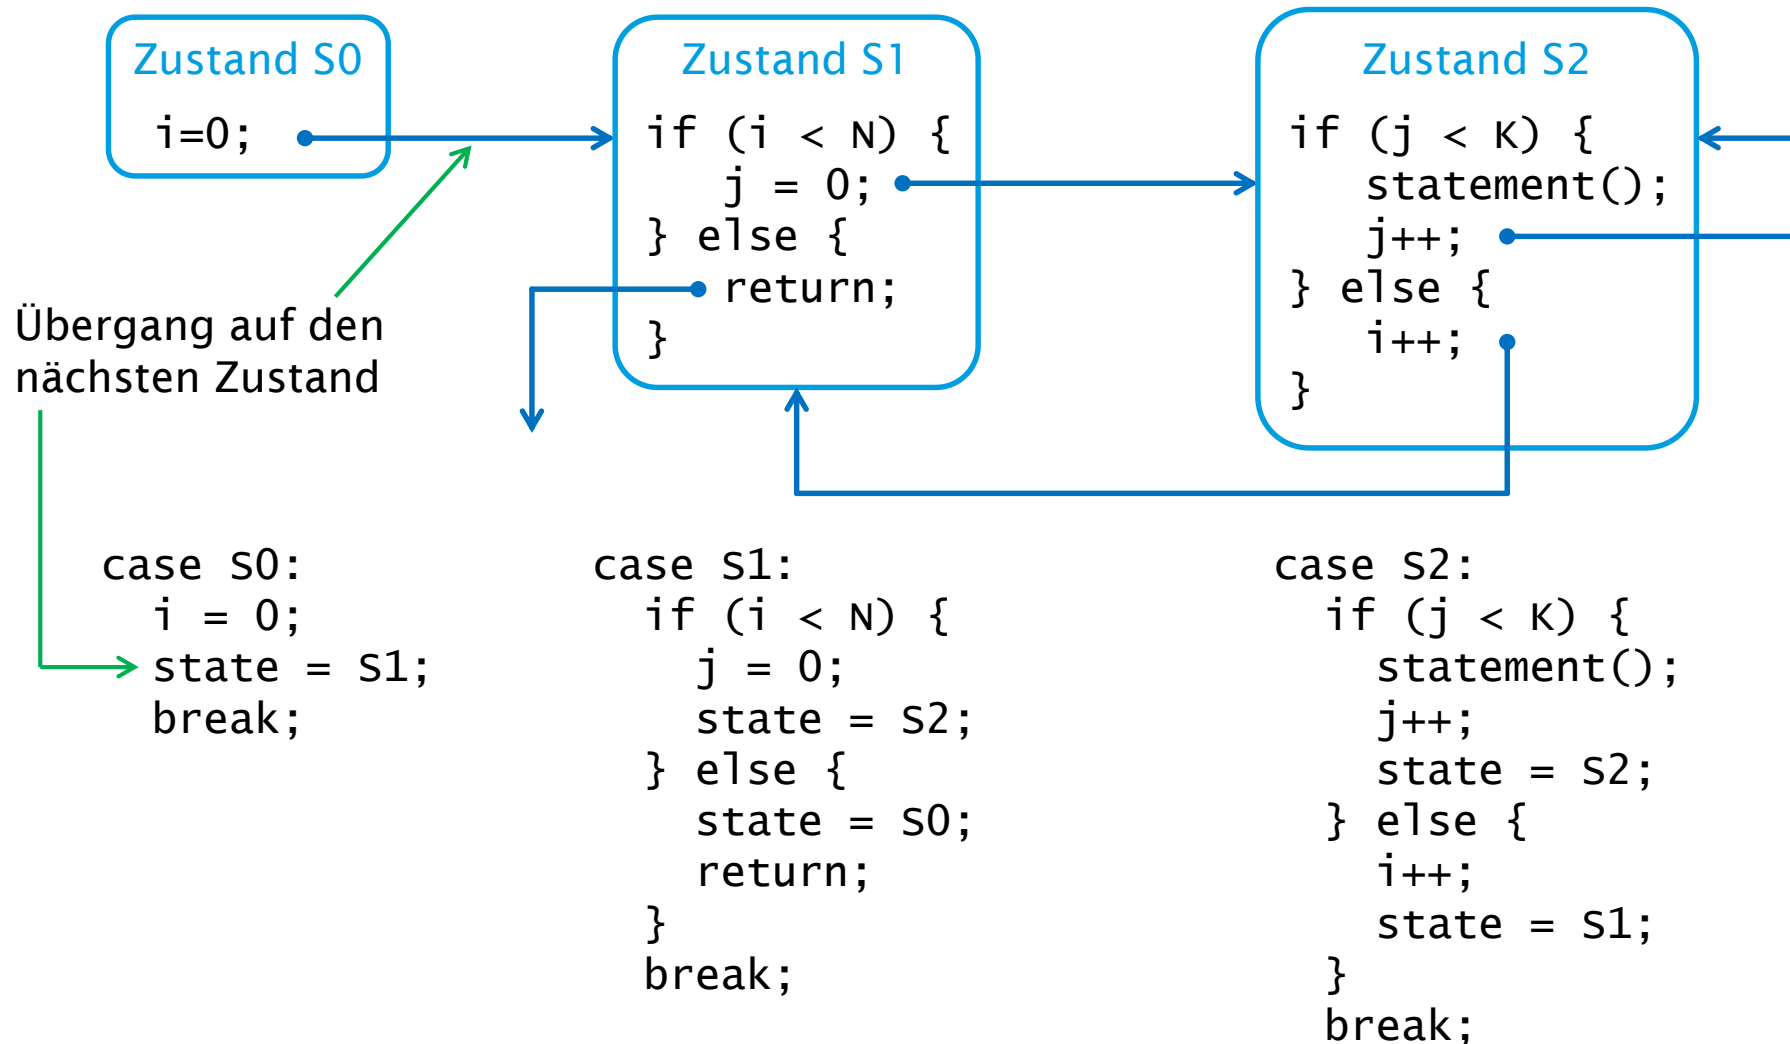 Zustand S0
i=0;
Zustand S1
if (i < N) {
j = 0;
} else {
return;
}
Zustand S2
if (j < K) {
statement();
j++;
} else {
i++;
}
Übergang auf den
nächsten Zustand
case S0:
i = 0;
state = S1;
break;
case S1:
if (i < N) {
j = 0;
state = S2;
} else {
state = S0;
return;
}
break;
case S2:
if (j < K) {
statement();
j++;
state = S2;
} else {
i++;
state = S1;
}
break;